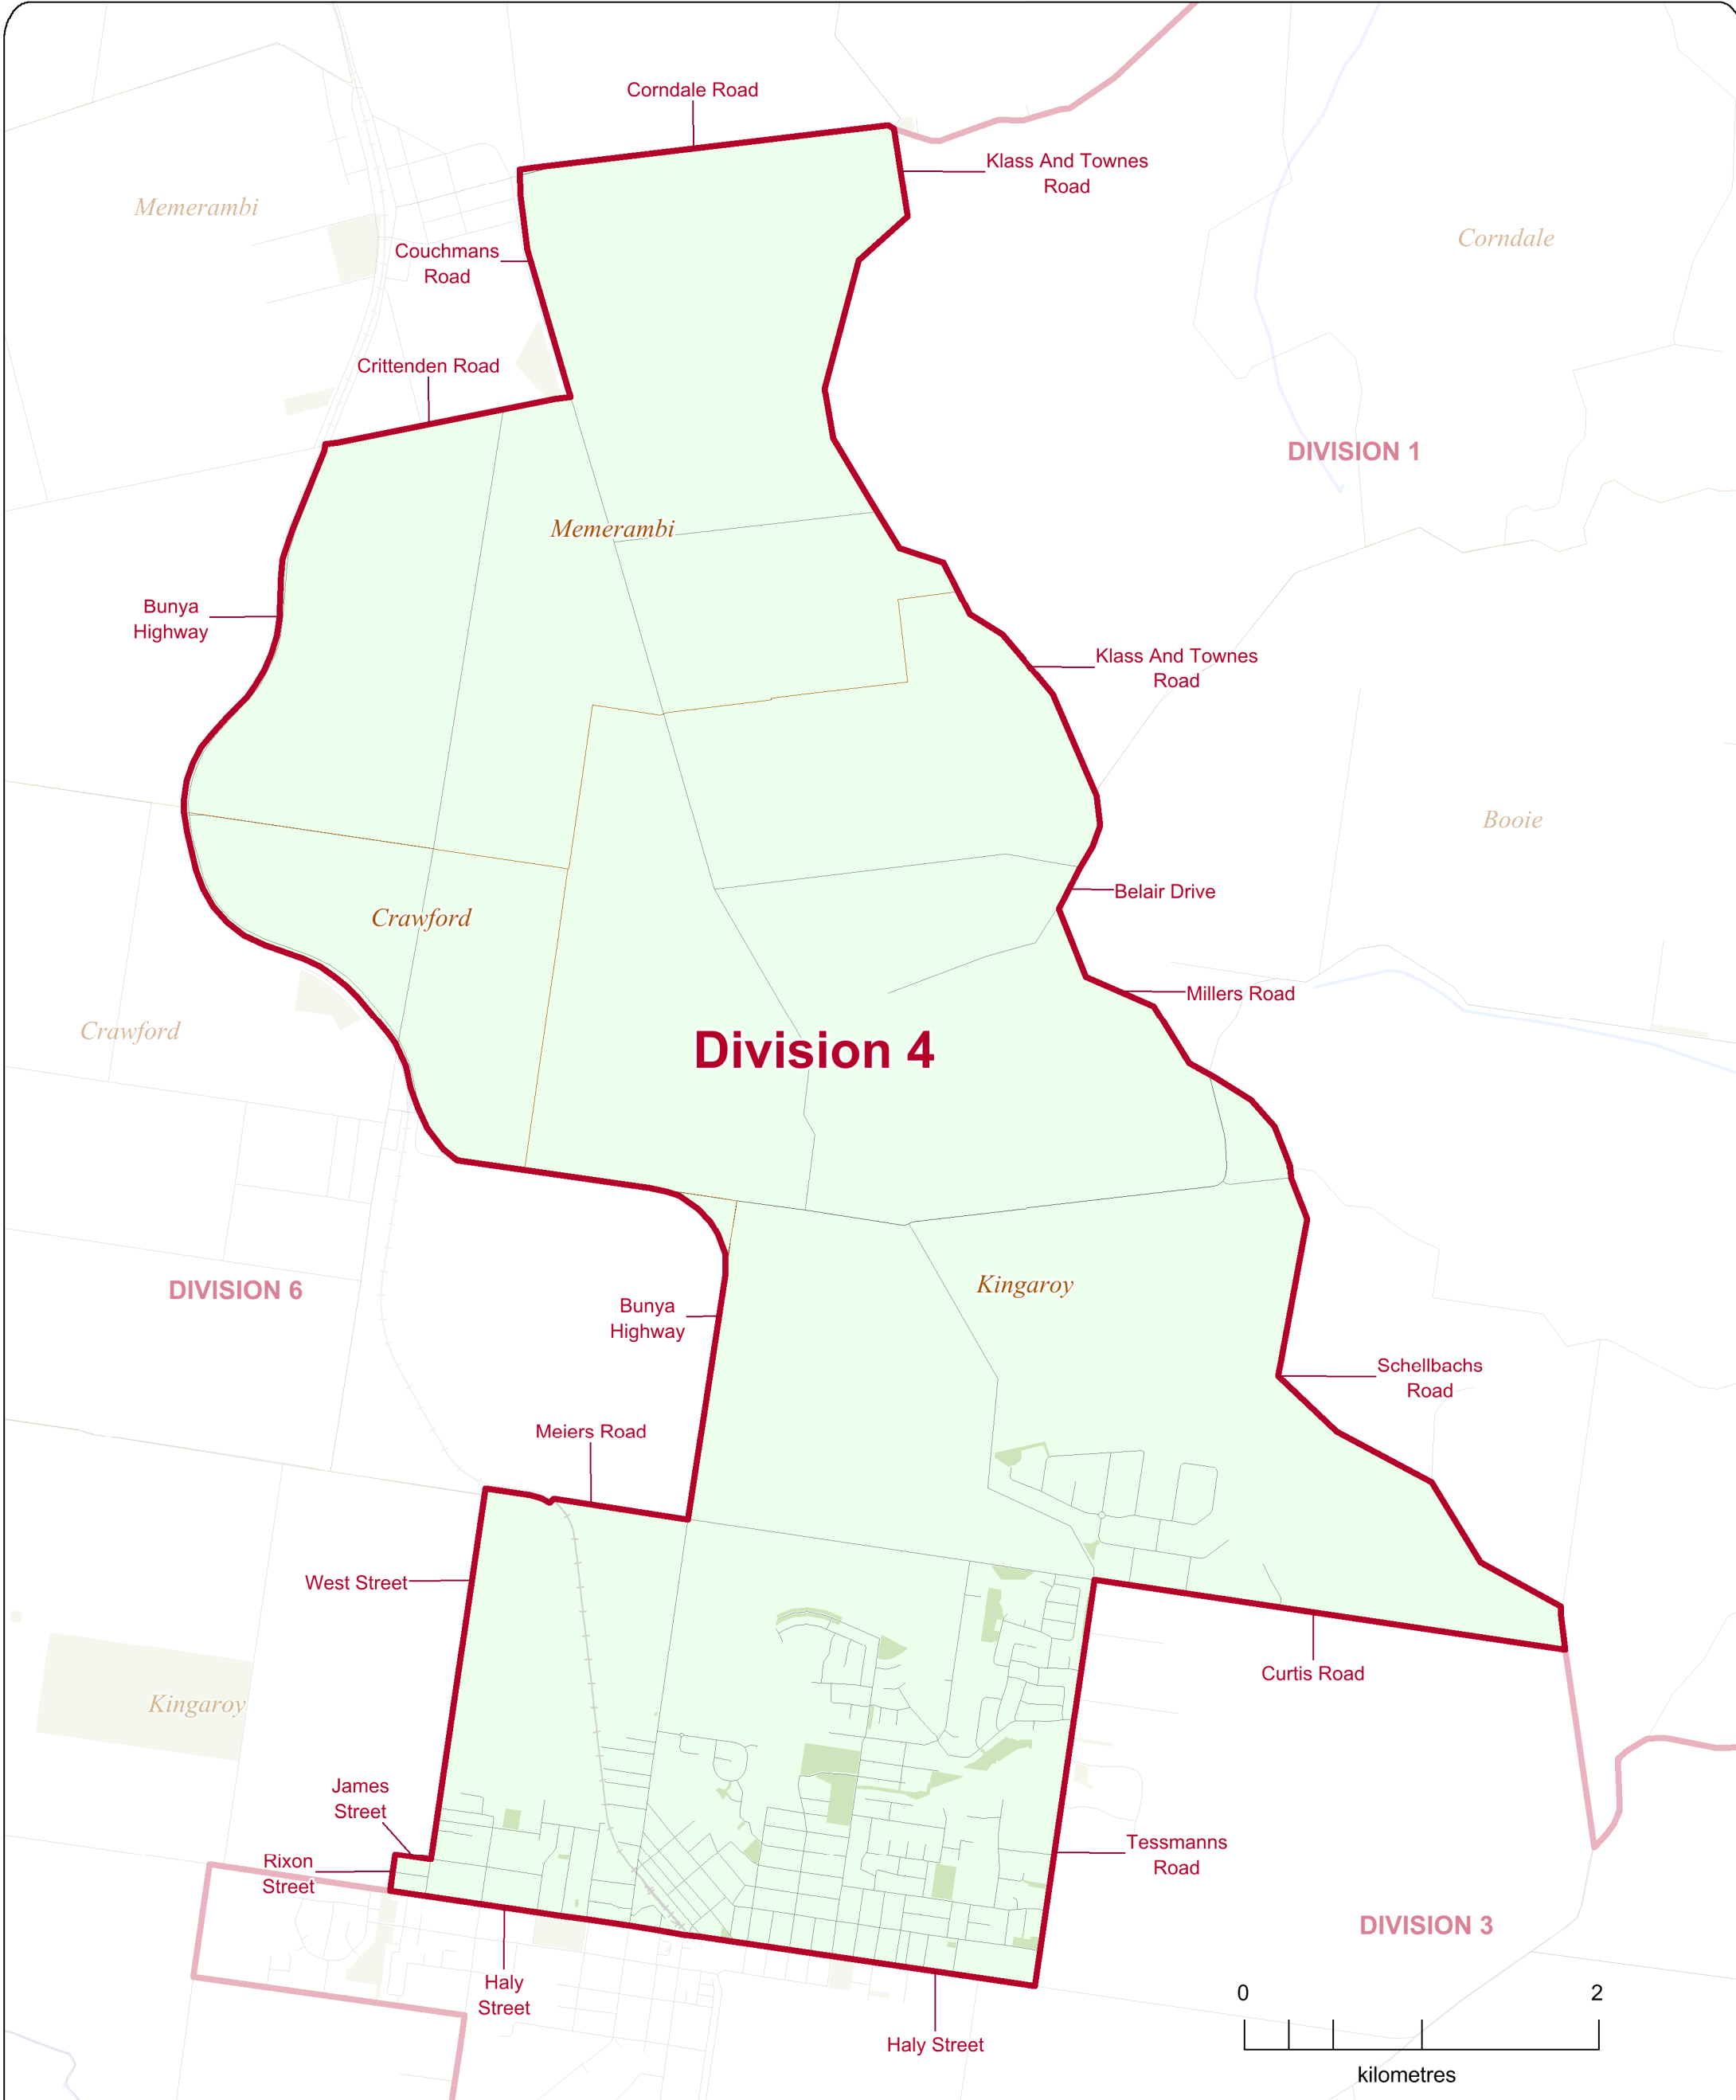 Corndale Road
Klass And Townes
Road
Memerambi
Corndale
Couchmans
Road
Crittenden Road
DIVISION 1
Memerambi
Bunya
Highway
Klass And Townes
Road
Booie
Belair Drive
Crawford
Millers Road
Crawford
Division 4
Kingaroy
DIVISION 6
Bunya
Highway
Schellbachs
Road
Meiers Road
West Street
Curtis Road
Kingaroy
James
Street
Tessmanns
Road
Rixon
Street
DIVISION 3
Haly
Street
0 2
Haly Street
kilometres